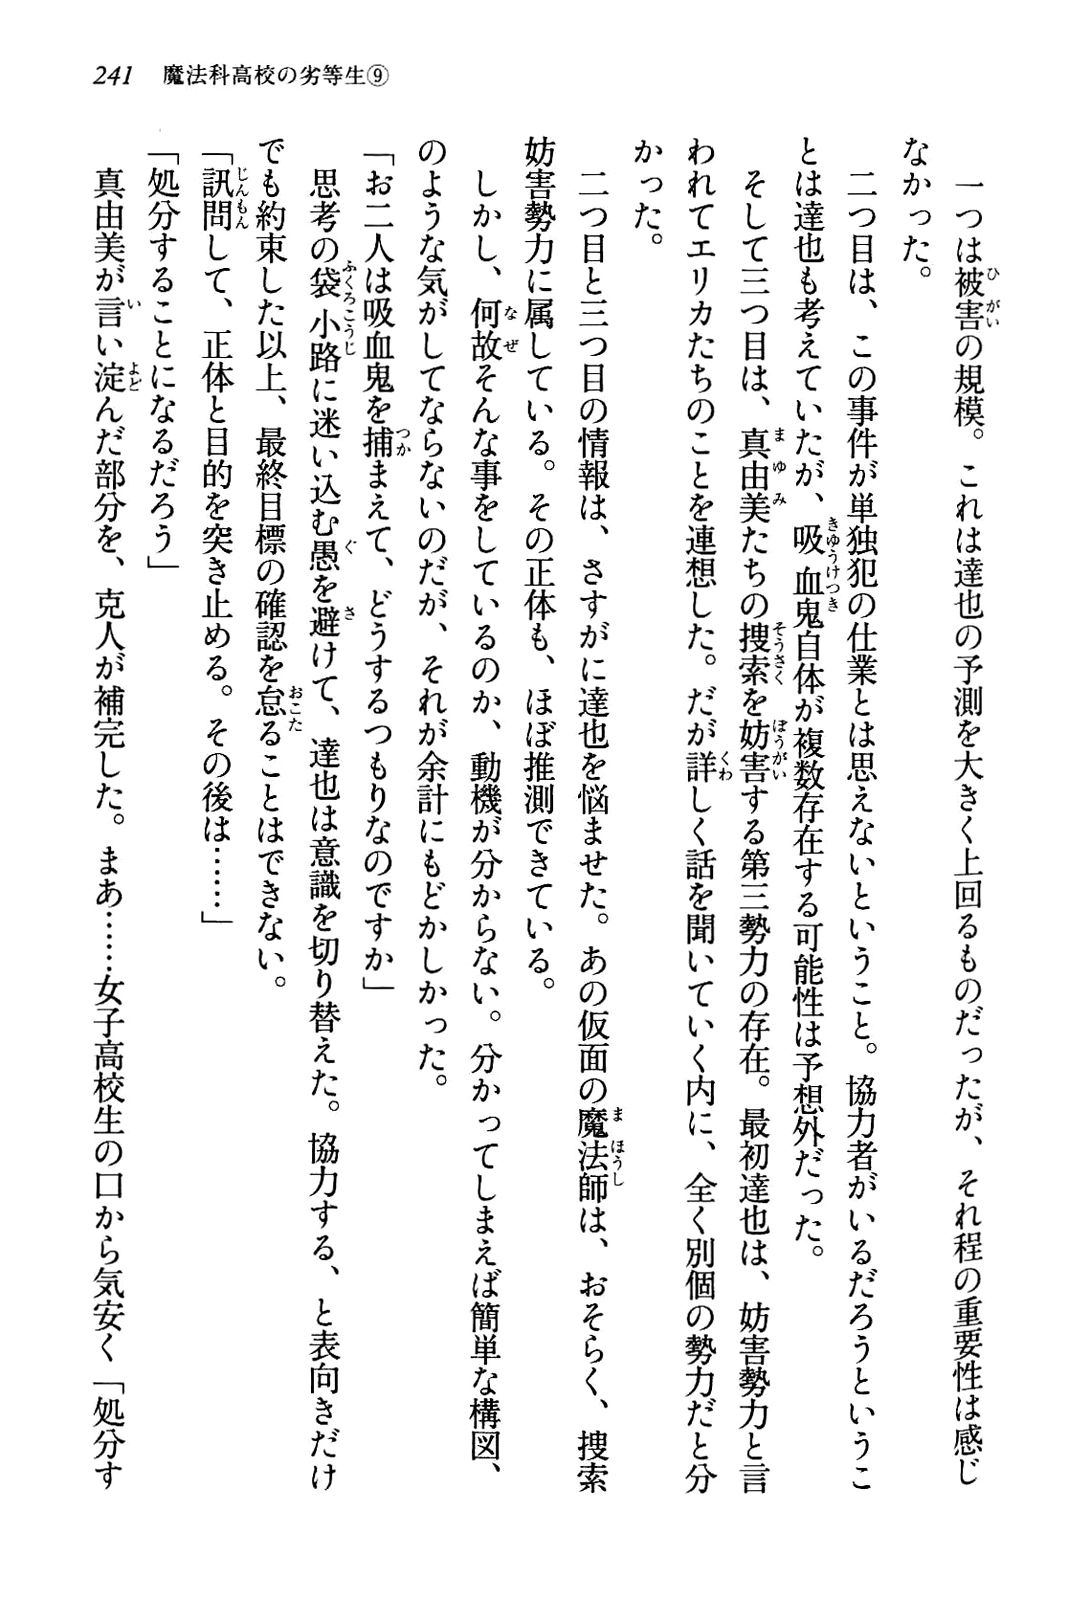 241 魔法科高校の劣等生⑨
一つは被害の規模。これは達也の予測を大きく上回るものだったが、それ程の重要性は感じ
なかった。
二つ目は、この事件が単独犯の仕業とは思えないということ。協力者がいるだろうというこ
とは達也も考えていたが、吸血鬼自体が複数存在する可能性は予想外だった。
そして三つ目は、真由美たちの捜索を妨害する第三勢力の存在。最初達也は、妨害勢力と言
われてエリカたちのことを連想した。だが詳しく話を聞いていく内に、全く別個の勢力だと分
かった。
二つ目と三つ目の情報は、さすがに達也を悩ませた。あの仮面の魔法師は、おそらく、捜索
妨害勢力に属している。その正体も、ほぼ推測できている。
しかし、何故そんな事をしているのか、動機が分からない。分かってしまえば簡単な構図、
のような気がしてならないのだが、それが余計にもどかしかった。
「お二人は吸血鬼を捕まえて、どうするつもりなのですか」
思考の袋小路に迷い込む愚を避けて、達也は意識を切り替えた。協力する、と表向きだけ
でも約束した以上、最終目標の確認を怠ることはできない。
「訊問して、正体と目的を突き止める。その後は……」
「処分することになるだろう」
真由美が言い淀んだ部分を、克人が補完した。まあ……女子高校生の口から気安く「処分す